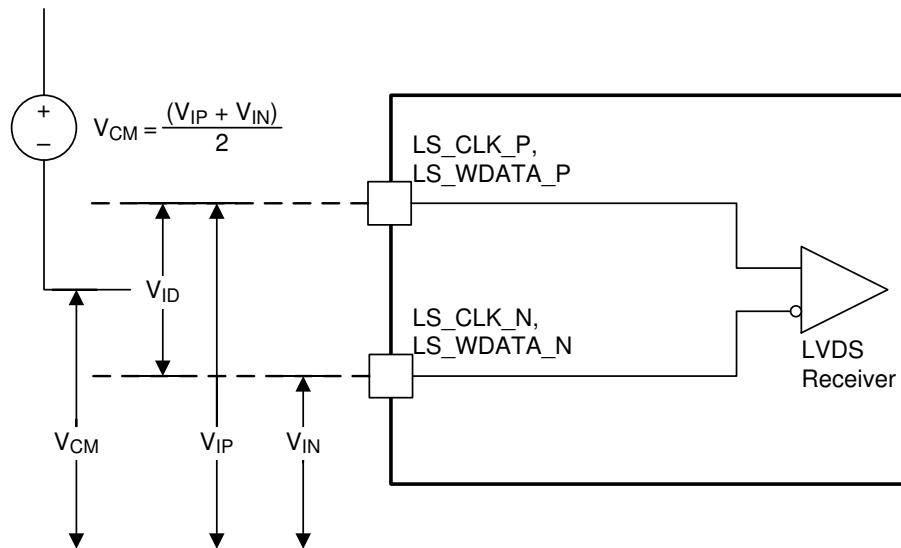 +
−
V_CM = (V_IP + V_IN) / 2
LS_CLK_P,
LS_WDATA_P
V_ID
LS_CLK_N,
LS_WDATA_N
LVDS
Receiver
V_CM
V_IP
V_IN